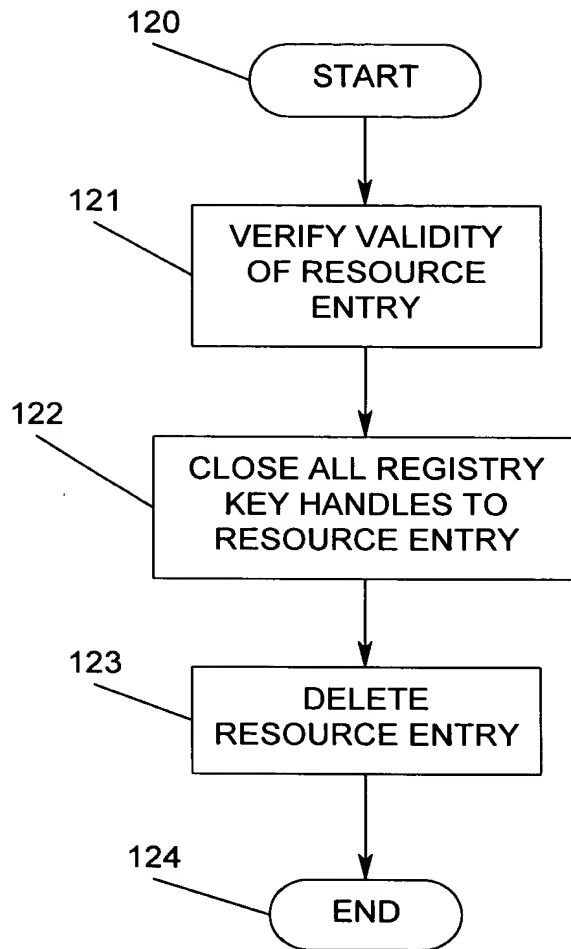 120
START
121
VERIFY VALIDITY
OF RESOURCE
ENTRY
122
CLOSE ALL REGISTRY
KEY HANDLES TO
RESOURCE ENTRY
123
DELETE
RESOURCE ENTRY
124
END